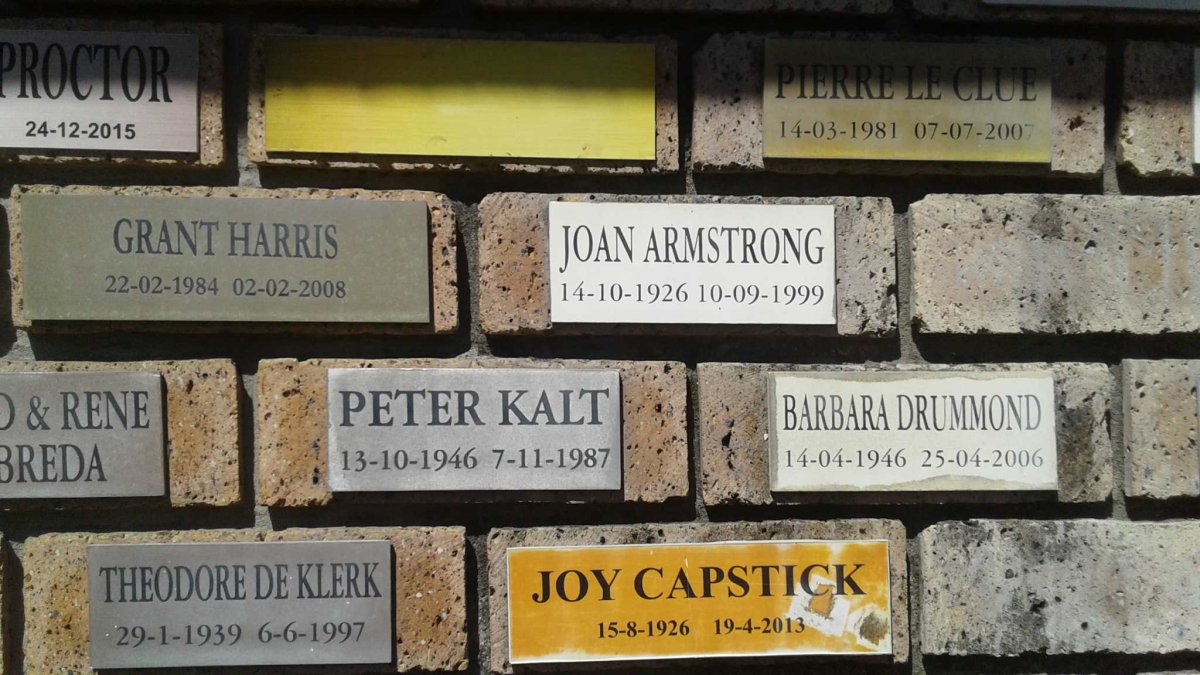 PROCTOR
24-12-2015
PIERRE LE CLUE
14-03-1981 07-07-2007
GRANT HARRIS
22-02-1984 02-02-2008
JOAN ARMSTRONG
14-10-1926 10-09-1999
& RENE
BREDA
PETER KALT
13-10-1946 7-11-1987
BARBARA DRUMMOND
14-04-1946 25-04-2006
THEODORE DE KLERK
29-1-1939 6-6-1997
JOY CAPSTICK
15-8-1926 19-4-2013